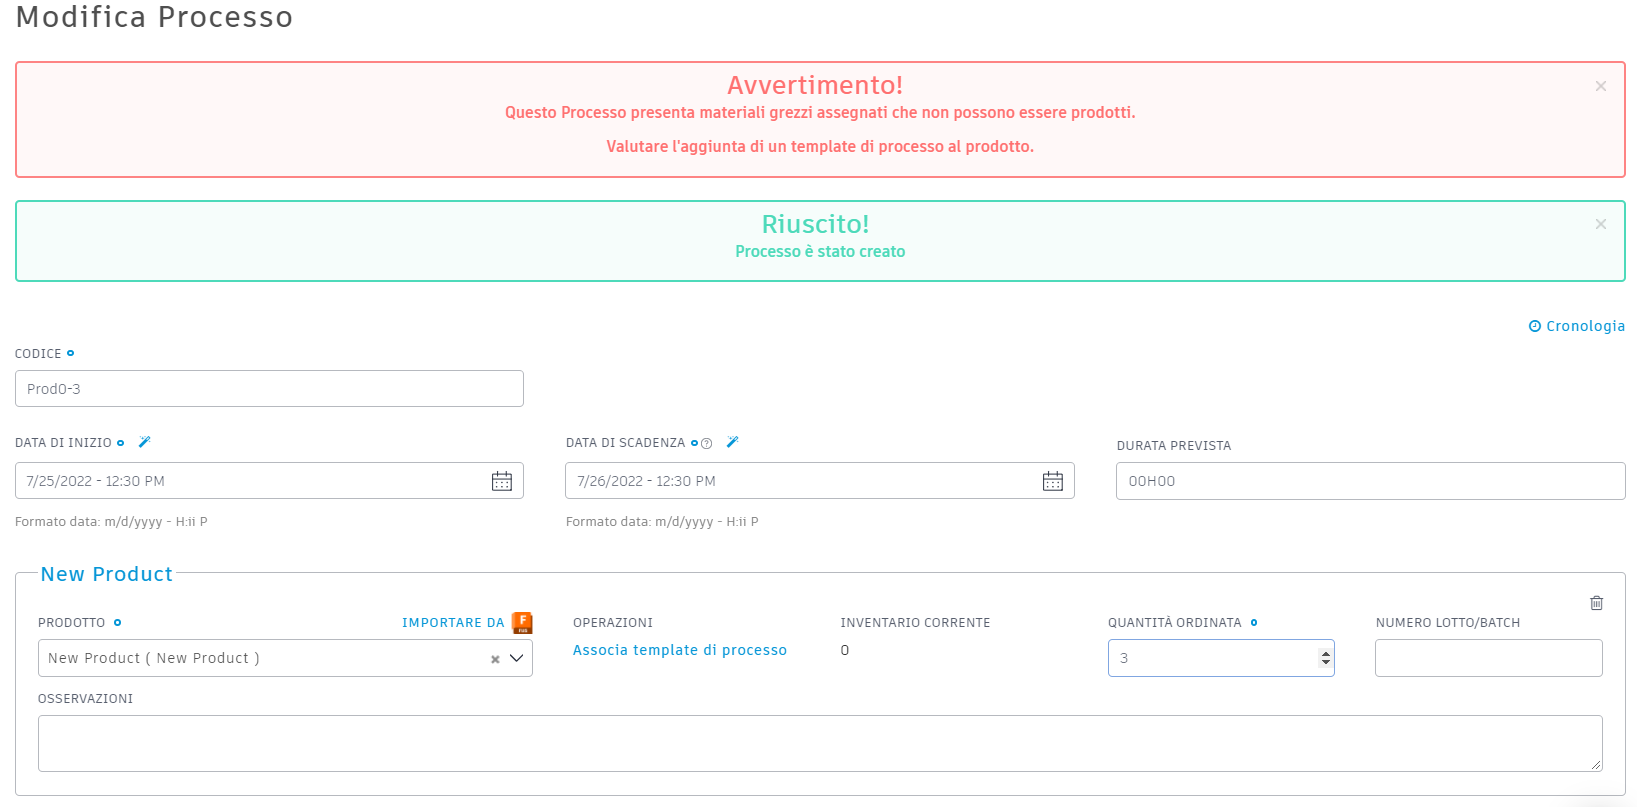 Modifica Processo
Avvertimento!
Questo Processo presenta materiali grezzi assegnati che non possono essere prodotti.
Valutare l'aggiunta di un template di processo al prodotto.
Riuscito!
Processo è stato creato
Cronologia
CODICE
Prod0-3
DATA DI INIZIO
DATA DI SCADENZA
DURATA PREVISTA
7/25/2022 - 12:30 PM
7/26/2022 - 12:30 PM
00H00
Formato data: m/d/yyyy - H:ii P
Formato data: m/d/yyyy - H:ii P
New Product
PRODOTTO
IMPORTARE DA
F
FUS
OPERAZIONI
INVENTARIO CORRENTE
QUANTITÀ ORDINATA
NUMERO LOTTO/BATCH
New Product ( New Product )
Associa template di processo
0
3
OSSERVAZIONI